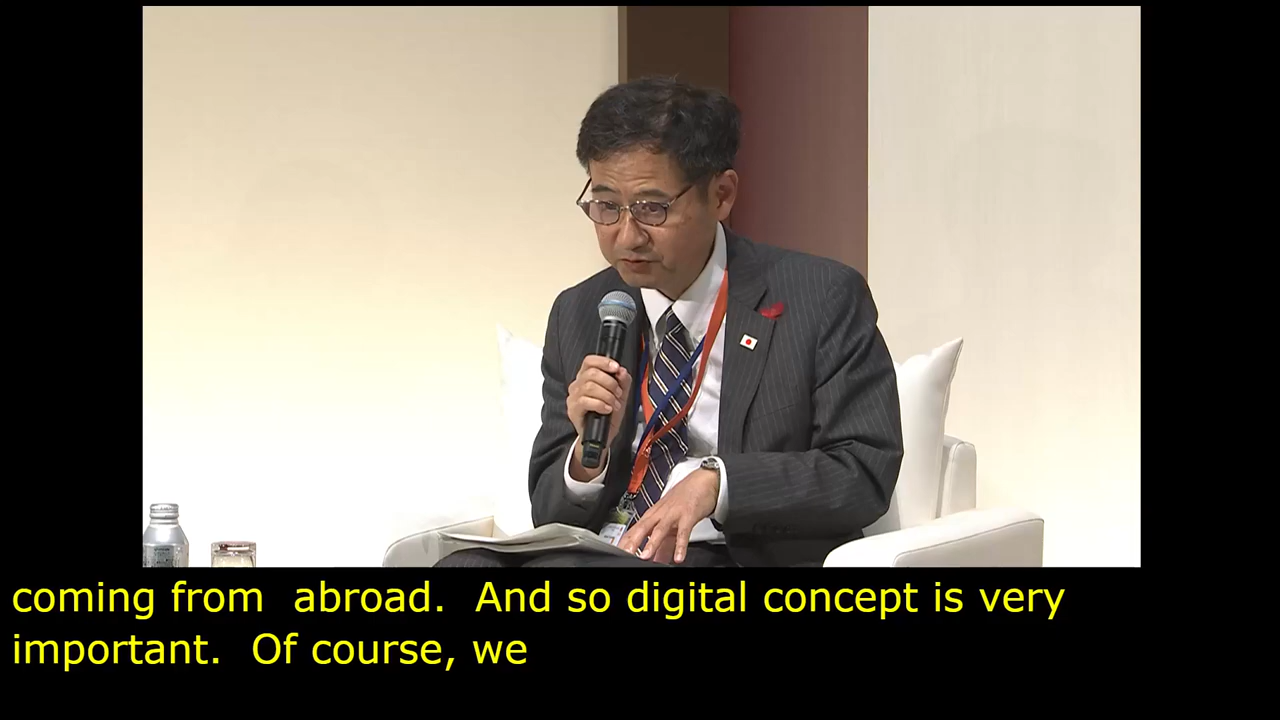 coming from  abroad.  And so digital concept is very
important.  Of course, we